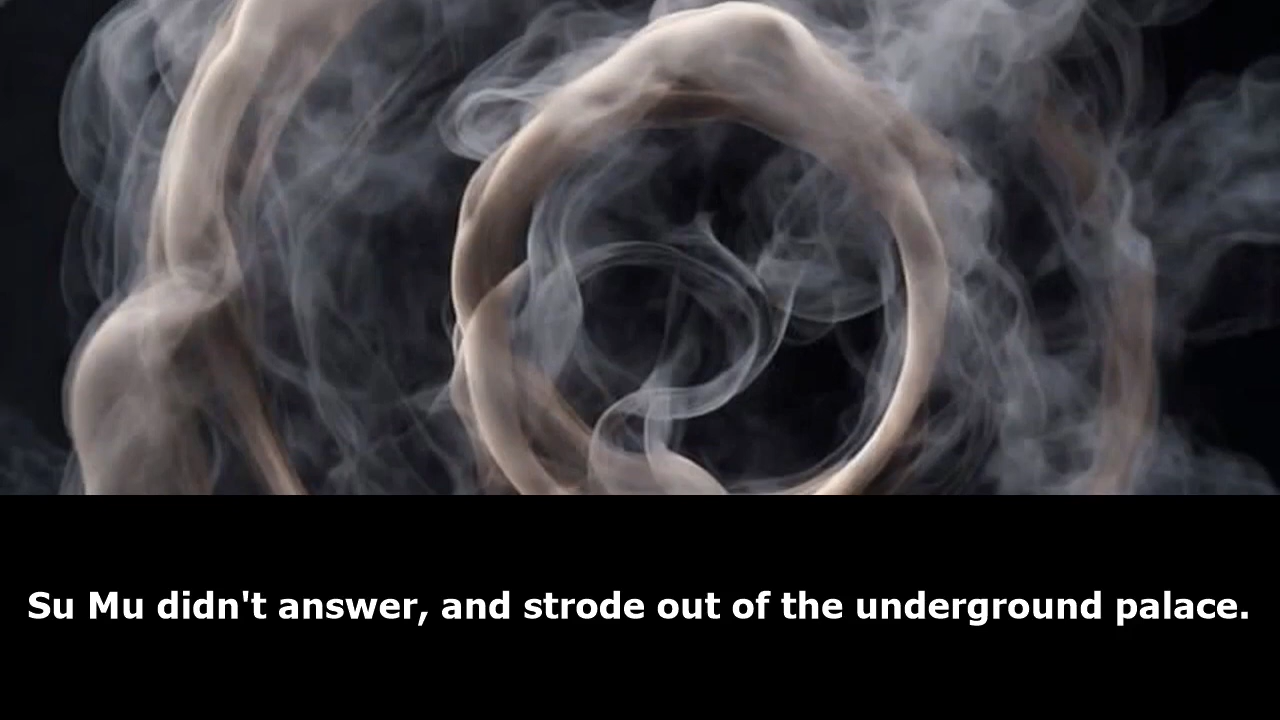 Su Mu didn't answer, and strode out of the underground palace.